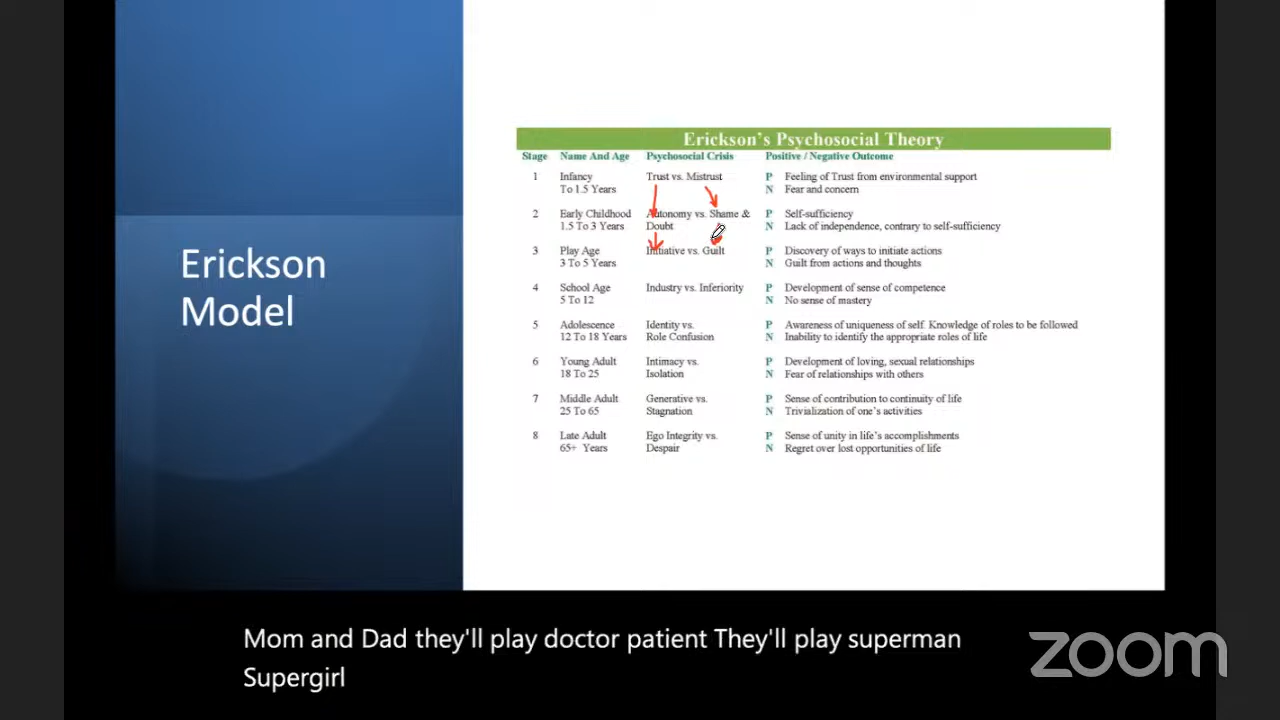 Erickson
Model
Erickson's Psychosocial Theory
Stage Name And Age Psychosocial Crisis Positive / Negative Outcome
1 Infancy Trust vs. Mistrust P Feeling of Trust from environmental support
To 1.5 Years N Fear and concern
2 Early Childhood Autonomy vs. Shame & P Self-sufficiency
1.5 To 3 Years Doubt N Lack of independence, contrary to self-sufficiency
3 Play Age Initiative vs. Guilt P Discovery of ways to initiate actions
3 To 5 Years N Guilt from actions and thoughts
4 School Age Industry vs. Inferiority P Development of sense of competence
5 To 12 N No sense of mastery
5 Adolescence Identity vs. P Awareness of uniqueness of self. Knowledge of roles to be followed
12 To 18 Years Role Confusion N Inability to identify the appropriate roles of life
6 Young Adult Intimacy vs. P Development of loving, sexual relationships
18 To 25 Isolation N Fear of relationships with others
7 Middle Adult Generative vs. P Sense of contribution to continuity of life
25 To 65 Stagnation N Trivialization of one's activities
8 Late Adult Ego Integrity vs. P Sense of unity in life's accomplishments
65+ Years Despair N Regret over lost opportunities of life
Mom and Dad they'll play doctor patient They'll play superman
Supergirl
zoom